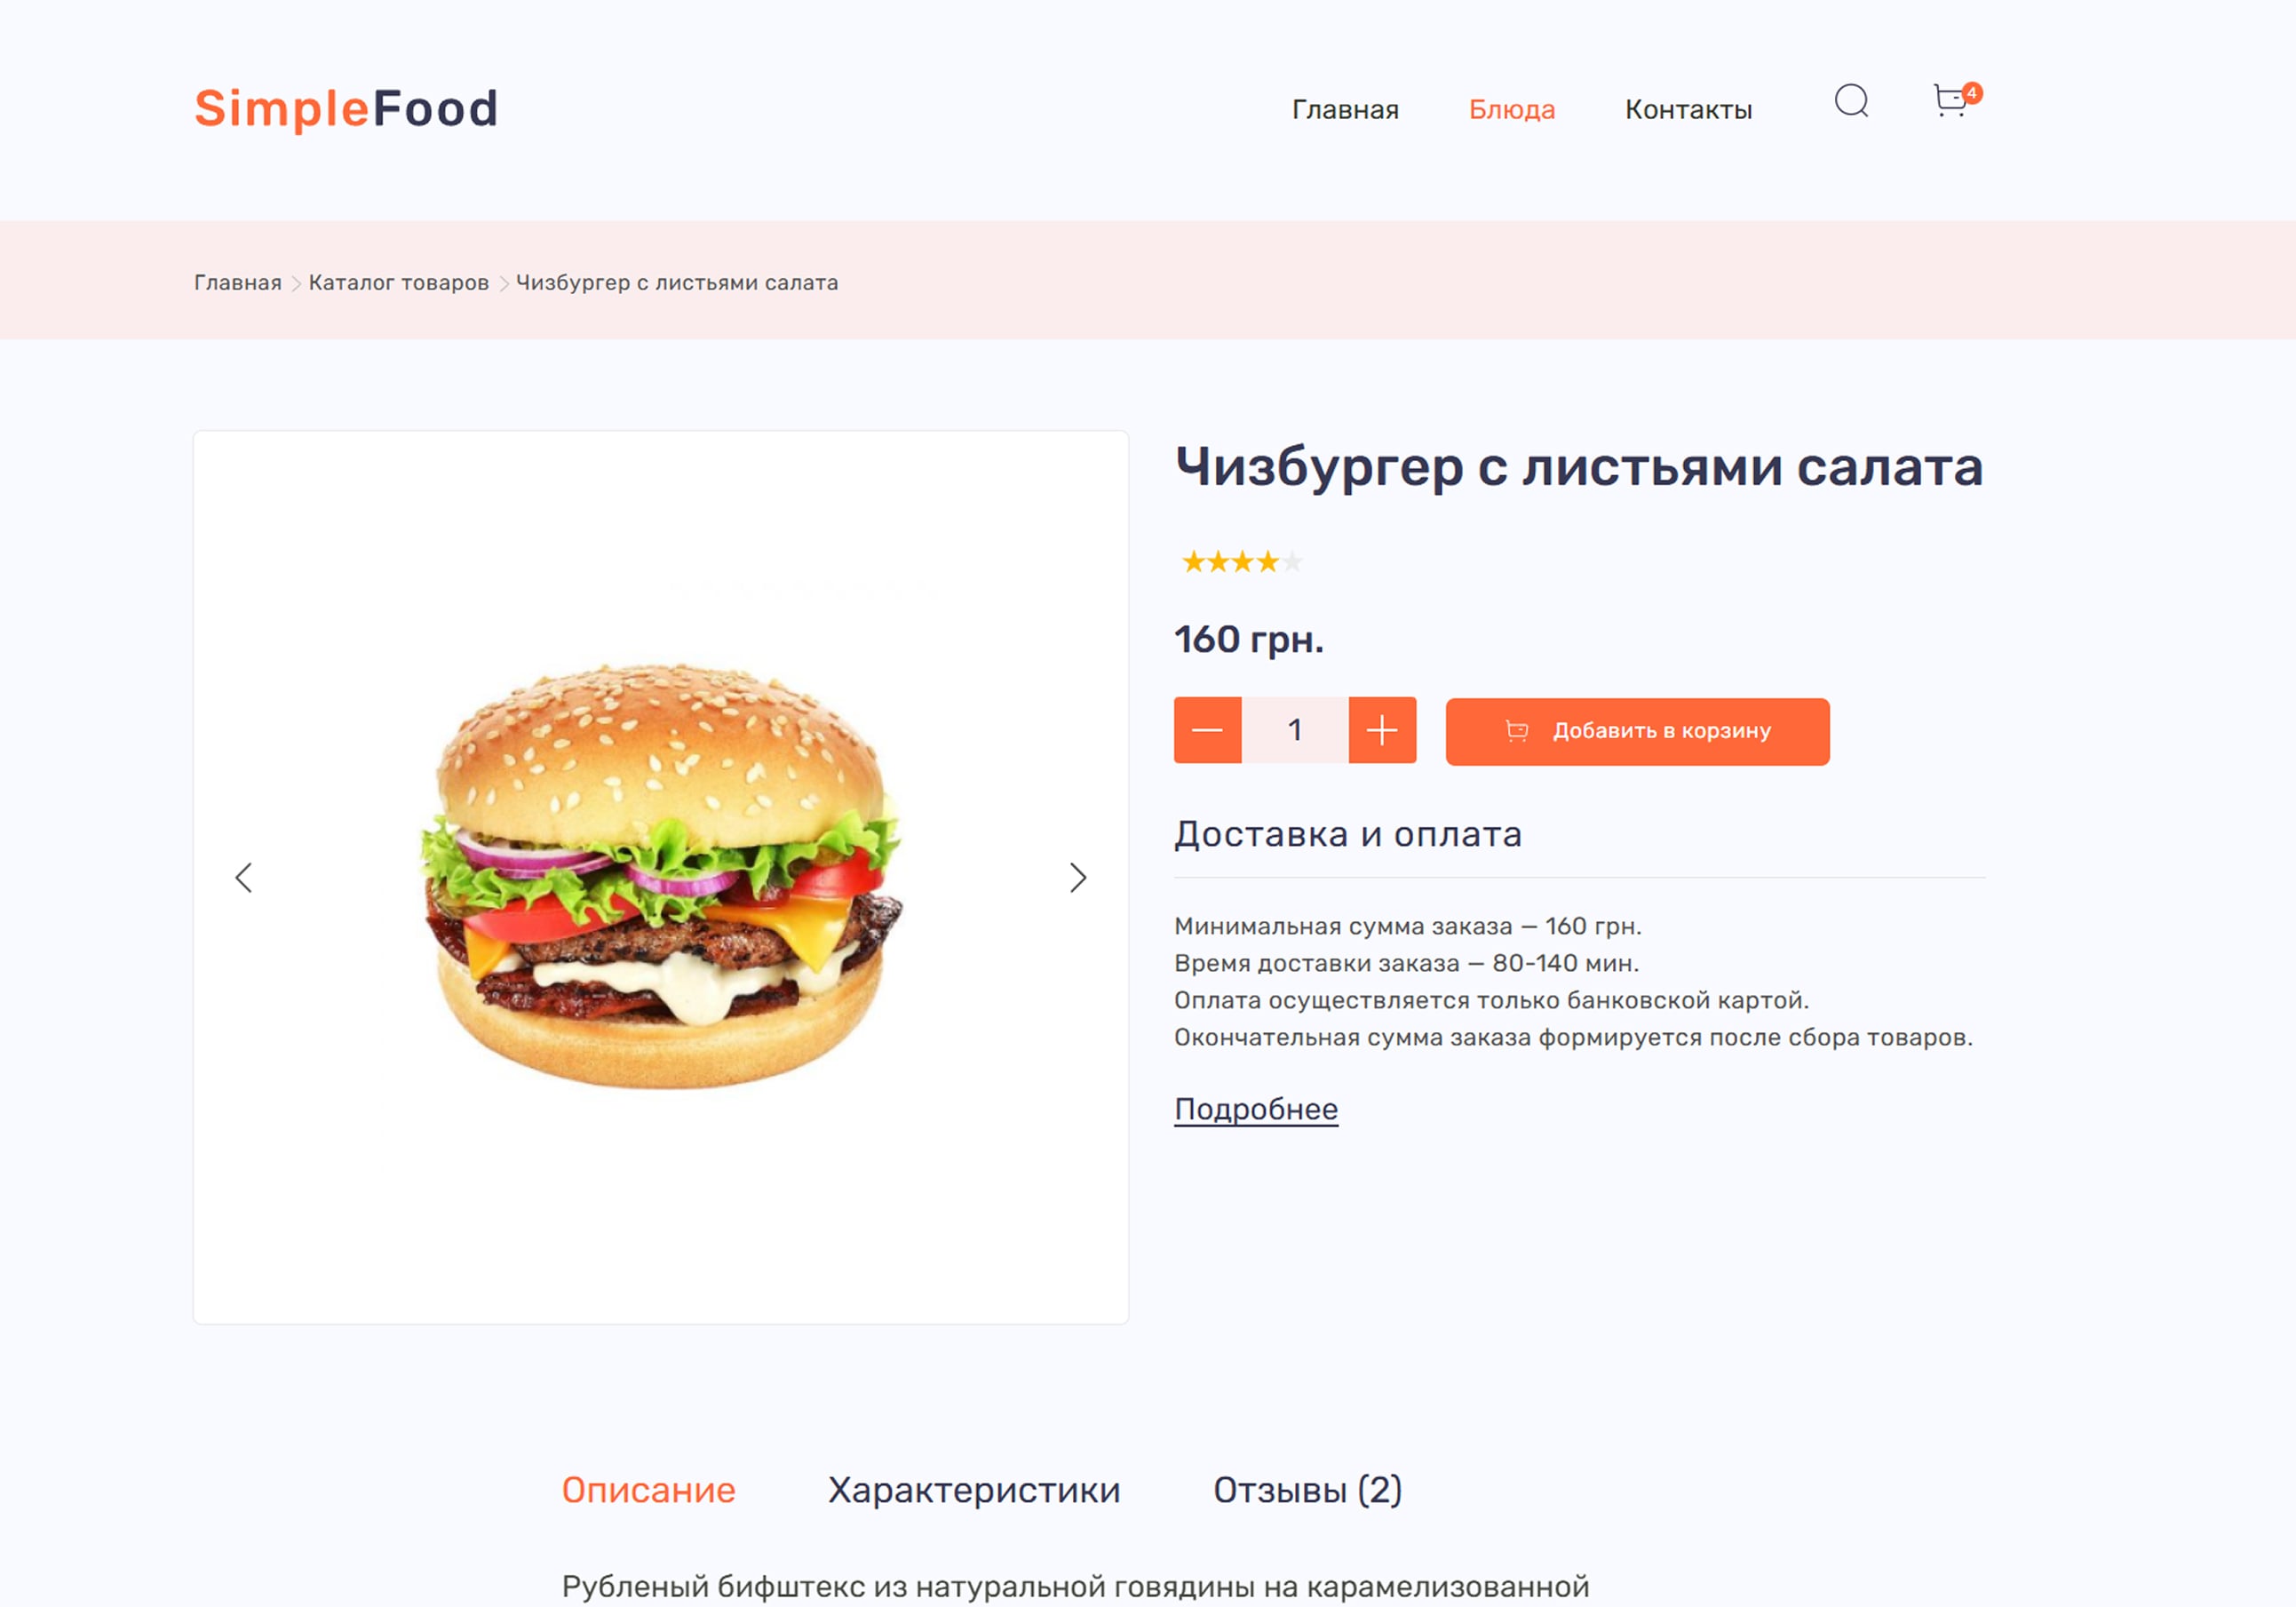 SimpleFood
Главная Блюда Контакты 4
Главная Каталог товаров Чизбургер с листьями салата
Чизбургер с листьями салата
160 грн.
1 Добавить в корзину
Доставка и оплата
Минимальная сумма заказа — 160 грн.
Время доставки заказа — 80-140 мин.
Оплата осуществляется только банковской картой.
Окончательная сумма заказа формируется после сбора товаров.
Подробнее
Описание Характеристики Отзывы (2)
Рубленый бифштекс из натуральной говядины на карамелизованной